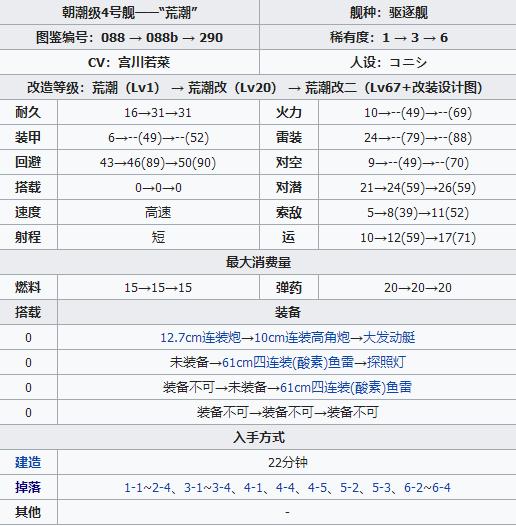 朝潮级4号舰——“荒潮” 舰种：驱逐舰
图鉴编号：088 → 088b → 290 稀有度：1 → 3 → 6
CV：宫川若菜 人设：コニシ
改造等级：荒潮（Lv1） → 荒潮改（Lv20） → 荒潮改二（Lv67+改装设计图）
耐久 16→31→31 火力 10→--(49)→--(69)
装甲 6→--(49)→--(52) 雷装 24→--(79)→--(88)
回避 43→46(89)→50(90) 对空 9→--(49)→--(70)
搭载 0→0→0 对潜 21→24(59)→26(59)
速度 高速 索敌 5→8(39)→11(52)
射程 短 运 10→12(59)→17(71)
最大消费量
燃料 15→15→15 弹药 20→20→20
搭载 装备
0 12.7cm连装炮→10cm连装高角炮→大发动艇
0 未装备→61cm四连装(酸素)鱼雷→探照灯
0 装备不可→未装备→61cm四连装(酸素)鱼雷
0 装备不可→装备不可→装备不可
入手方式
建造 22分钟
掉落 1-1~2-4、3-1~3-4、4-1、4-4、4-5、5-2、5-3、6-2~6-4
其他 -